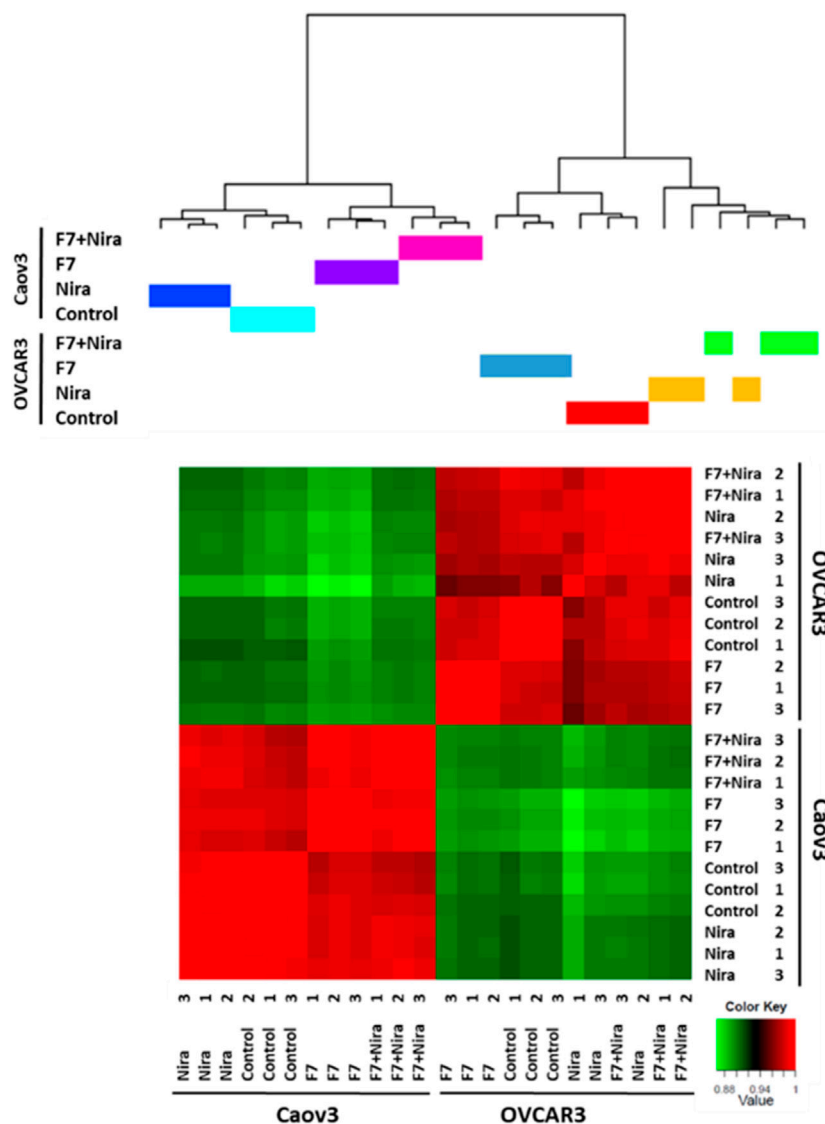 Caov3
F7+Nira
F7
Nira
Control
OVCAR3
F7+Nira
F7
Nira
Control
F7+Nira 2
F7+Nira 1
Nira 2
F7+Nira 3
Nira 3
Nira 1
Control 3
Control 2
Control 1
F7 2
F7 1
F7 3
OVCAR3
F7+Nira 3
F7+Nira 2
F7+Nira 1
F7 3
F7 2
F7 1
Control 3
Control 1
Control 2
Nira 2
Nira 1
Nira 3
Caov3
3 1 2 2 1 3 1 2 3 1 2 3 3 1 2 1 2 3 1 3 3 2 1 2
Nira Nira Nira Control Control Control F7 F7 F7 F7+Nira F7+Nira F7+Nira F7 F7 F7 Control Control Control Nira Nira F7+Nira Nira F7+Nira F7+Nira
Caov3 OVCAR3
Color Key
0.88 0.94 1
Value